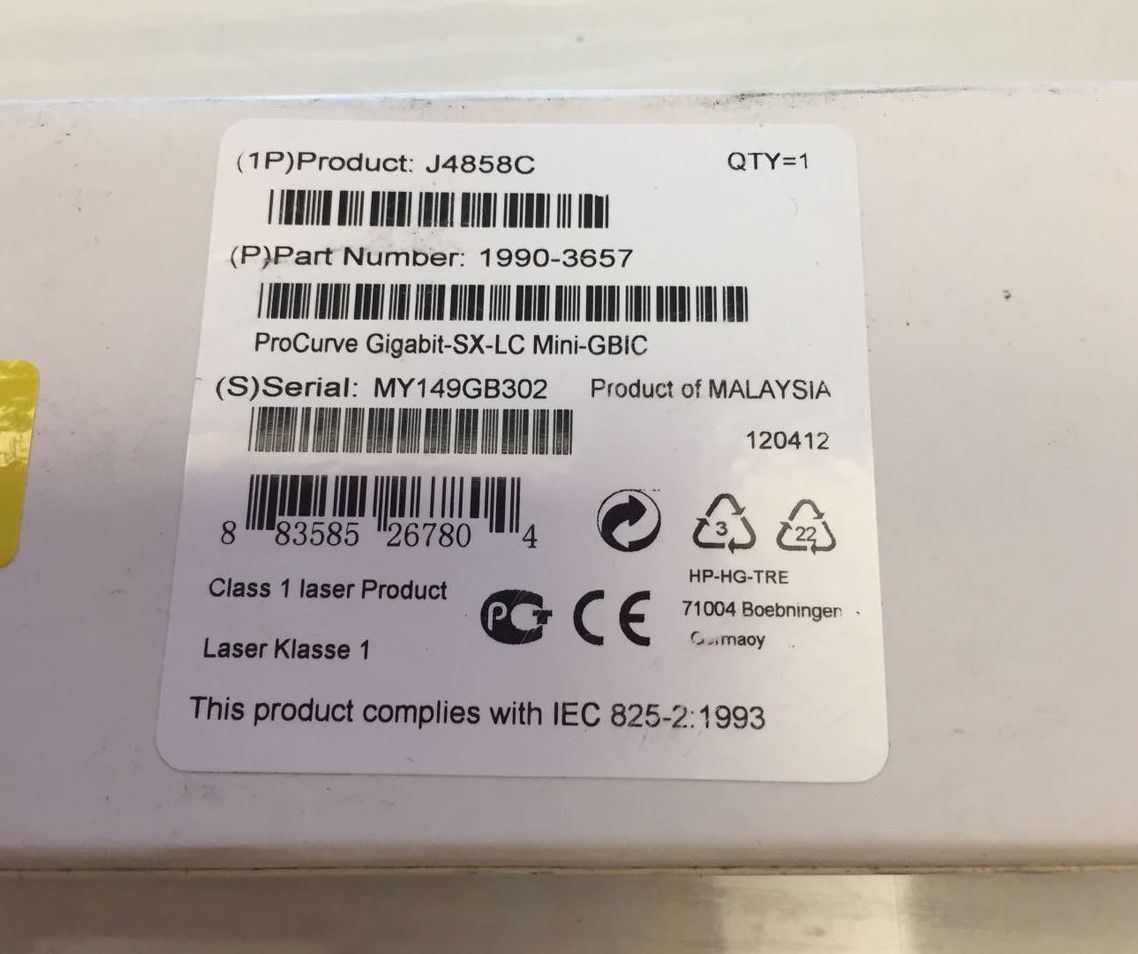 (1P)Product: J4858C QTY=1
(P)Part Number: 1990-3657
ProCurve Gigabit-SX-LC Mini-GBIC
(S)Serial: MY149GB302 Product of MALAYSIA
120412
8 83585 26780 4
3 22
HP-HG-TRE
Class 1 laser Product
PCT CE
71004 Boebningen
Laser Klasse 1
This product complies with IEC 825-2:1993